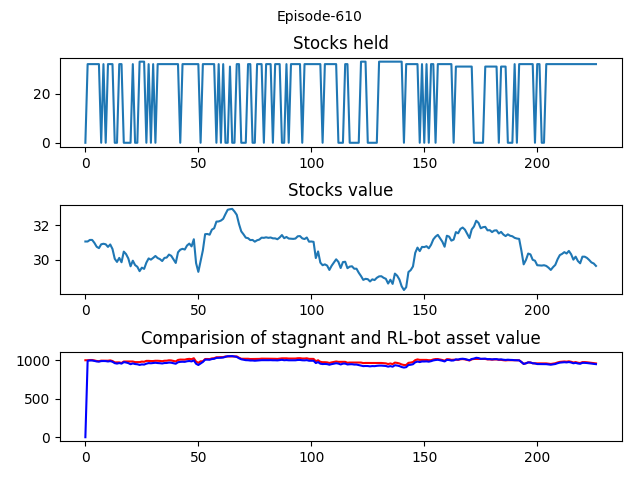 Episode-610
Stocks held
20
0
0 50 100 150 200
Stocks value
32
30
0 50 100 150 200
Comparision of stagnant and RL-bot asset value
1000
500
0
0 50 100 150 200